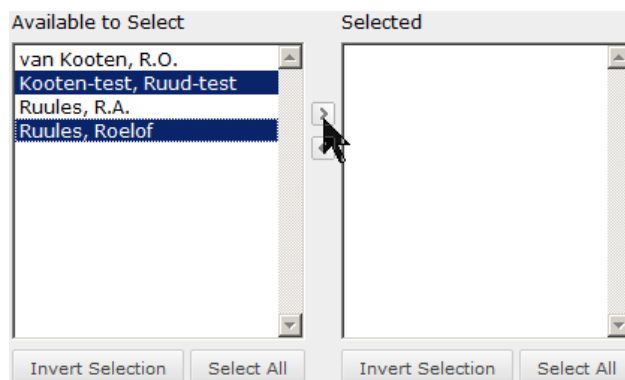 Available to Select
Selected
van Kooten, R.O.
Kooten-test, Ruud-test
Ruules, R.A.
Ruules, Roelof
Invert Selection
Select All
Invert Selection
Select All